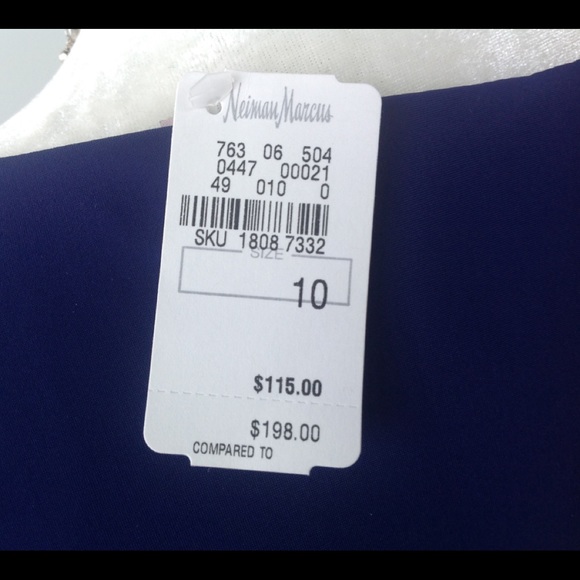 Neiman Marcus
763 06 504
0447 00021
49 010 0
SKU 1808 7332
SIZE
10
$115.00
$198.00
COMPARED TO